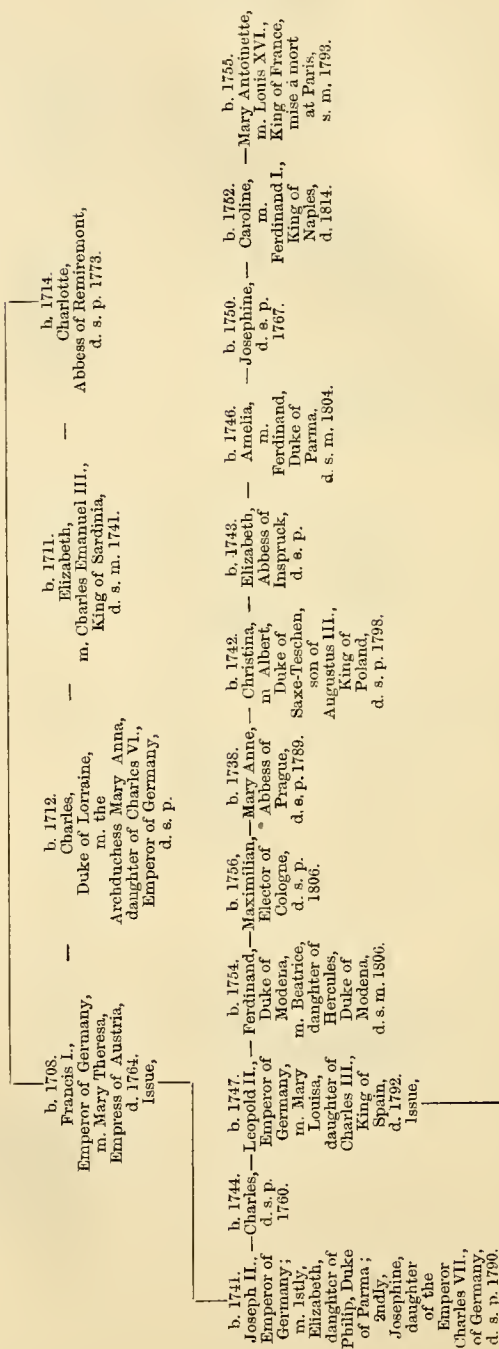 b. 1708.
Francis I.,
Emperor of Germany,
m. Mary Theresa,
Empress of Austria,
d. 1764.
Issue,
—
b. 1712.
Charles,
Duke of Lorraine,
m. the
Archduchess Mary Anna,
daughter of Charles VI.,
Emperor of Germany,
d. s. p.
—
b. 1711.
Elizabeth,
m. Charles Emanuel III.,
King of Sardinia,
d. s. m. 1741.
—
b. 1714.
Charlotte,
Abbess of Remiremont,
d. s. p. 1773.
b. 1741.
Joseph II.,
Emperor of
Germany;
m. 1stly,
Elizabeth,
daughter of
Philip, Duke
of Parma;
2ndly,
Josephine,
daughter
of the
Emperor
Charles VII.,
of Germany,
d. s. p. 1790.
b. 1744.
—Charles,
d. s. p.
1760.
b. 1747.
—Leopold II.,
Emperor of
Germany,
m. Mary
Louisa,
daughter of
Charles III.,
King of
Spain,
d. 1792.
Issue,
b. 1754.
— Ferdinand,
Duke of
Modena,
m. Beatrice,
daughter of
Hercules,
Duke of
Modena,
d. s. m. 1806.
b. 1756,
—Maximilian,
Elector of
Cologne,
d. s. p.
1806.
b. 1738.
—Mary Anne,
Abbess of
Prague,
d. s. p. 1789.
b. 1742.
— Christina,
m Albert,
Duke of
Saxe-Teschen,
son of
Augustus III.,
King of
Poland,
d. s. p. 1798.
b. 1743.
— Elizabeth,
Abbess of
Inspruck,
d. s. p.
b. 1746.
— Amelia,
m.
Ferdinand,
Duke of
Parma,
d. s. m. 1804.
b. 1750.
—Josephine,
d. s. p.
1767.
b. 1752.
— Caroline,
m.
Ferdinand I.,
King of
Naples,
d. 1814.
b. 1755.
—Mary Antoinette,
m. Louis XVI.,
King of France,
mise à mort
at Paris,
s. m. 1793.